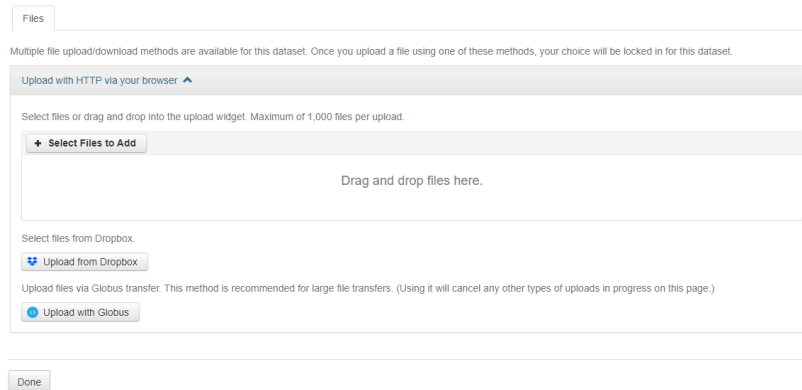 Files
Multiple file upload/download methods are available for this dataset. Once you upload a file using one of these methods, your choice will be locked in for this dataset.
Upload with HTTP via your browser
Select files or drag and drop into the upload widget. Maximum of 1,000 files per upload.
+ Select Files to Add
Drag and drop files here.
Select files from Dropbox.
Upload from Dropbox
Upload files via Globus transfer. This method is recommended for large file transfers. (Using it will cancel any other types of uploads in progress on this page.)
Upload with Globus
Done